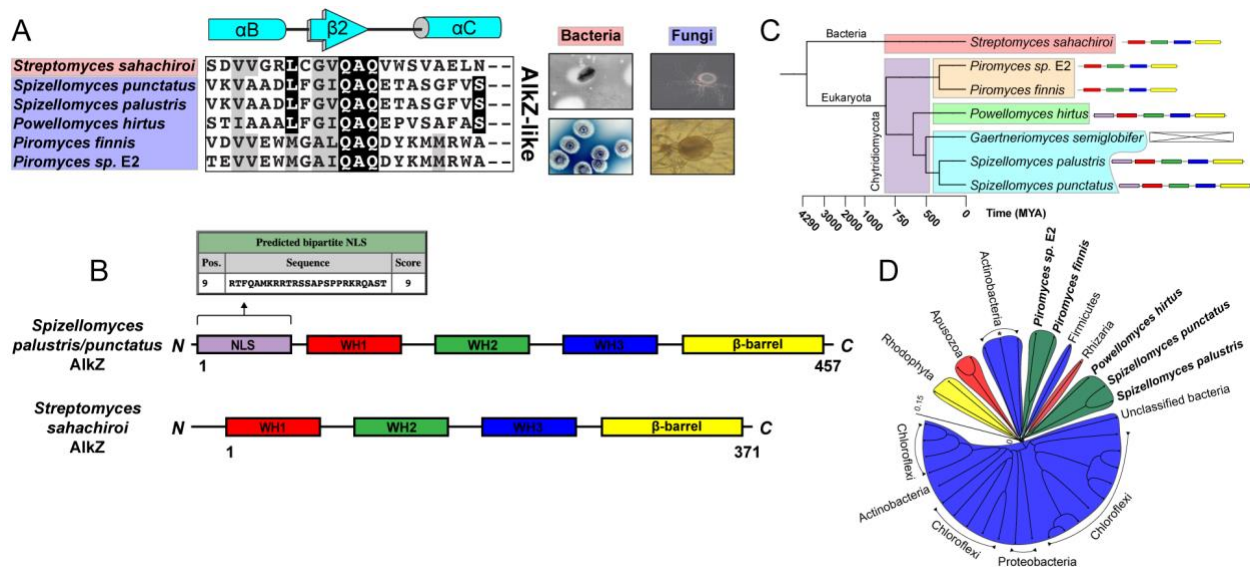 A
αB β2 αC
Streptomyces sahachiroi SDVVGRLCGVQAQVWSVAELN--
Spizellomyces punctatus VKVAADLFGIQAQETASGFVS--
Spizellomyces palustris VKIAADLFGIQAQETASGFVS--
Powellomyces hirtus STIAAALFGIQAQETVSAFAS--
Piromyces finnis VDVVEWMGALQAQDYKMMRWA--
Piromyces sp. E2 TEVVEWMGAIQAQDYKMMRWA--
AlkZ-like
Bacteria Fungi
B
Predicted bipartite NLS
Pos. Sequence Score
9 RTFQAMKRRTRSSAPSPPRKRQAST 9
Spizellomyces
palustris/punctatus
AlkZ
N NLS WH1 WH2 WH3 β-barrel C
1 457
Streptomyces
sahachiroi
AlkZ
N WH1 WH2 WH3 β-barrel C
1 371
C
Bacteria
Streptomyces sahachiroi
Eukaryota
Chytridiomycota
Piromyces sp. E2
Piromyces finnis
Powellomyces hirtus
Gaertneriomyces semiglobifer
Spizellomyces palustris
Spizellomyces punctatus
4290 3000 2000 1000 750 500 0 Time (MYA)
D
Rhodophyta
Apusozoa
Actinobacteria
*
Piromyces sp. E2
Piromyces finnis
Firmicutes
Rhizaria
Powellomyces hirtus
Spizellomyces punctatus
Spizellomyces palustris
Unclassified bacteria
Chloroflexi
Proteobacteria
Chloroflexi
Actinobacteria
Chloroflexi
0.15
0